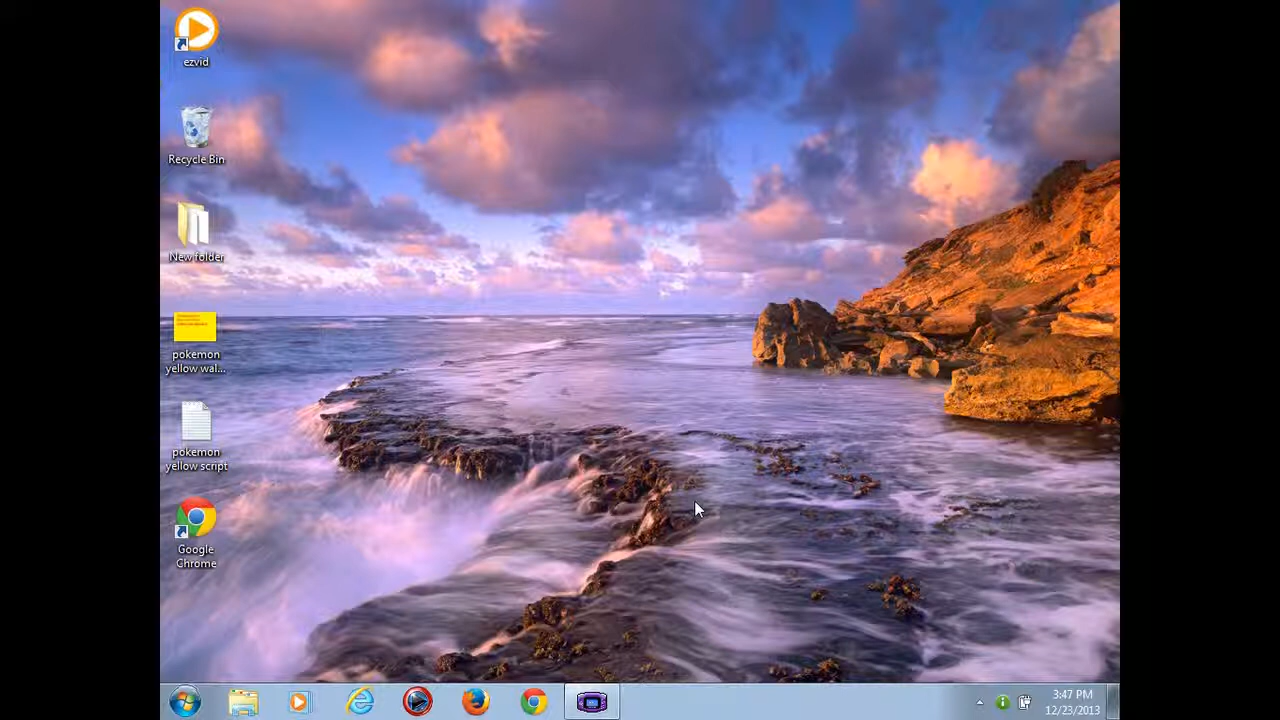 ezvid
Recycle Bin
New folder
pokemon
yellow wal...
pokemon
yellow script
Google
Chrome
3:47 PM
12/23/2013